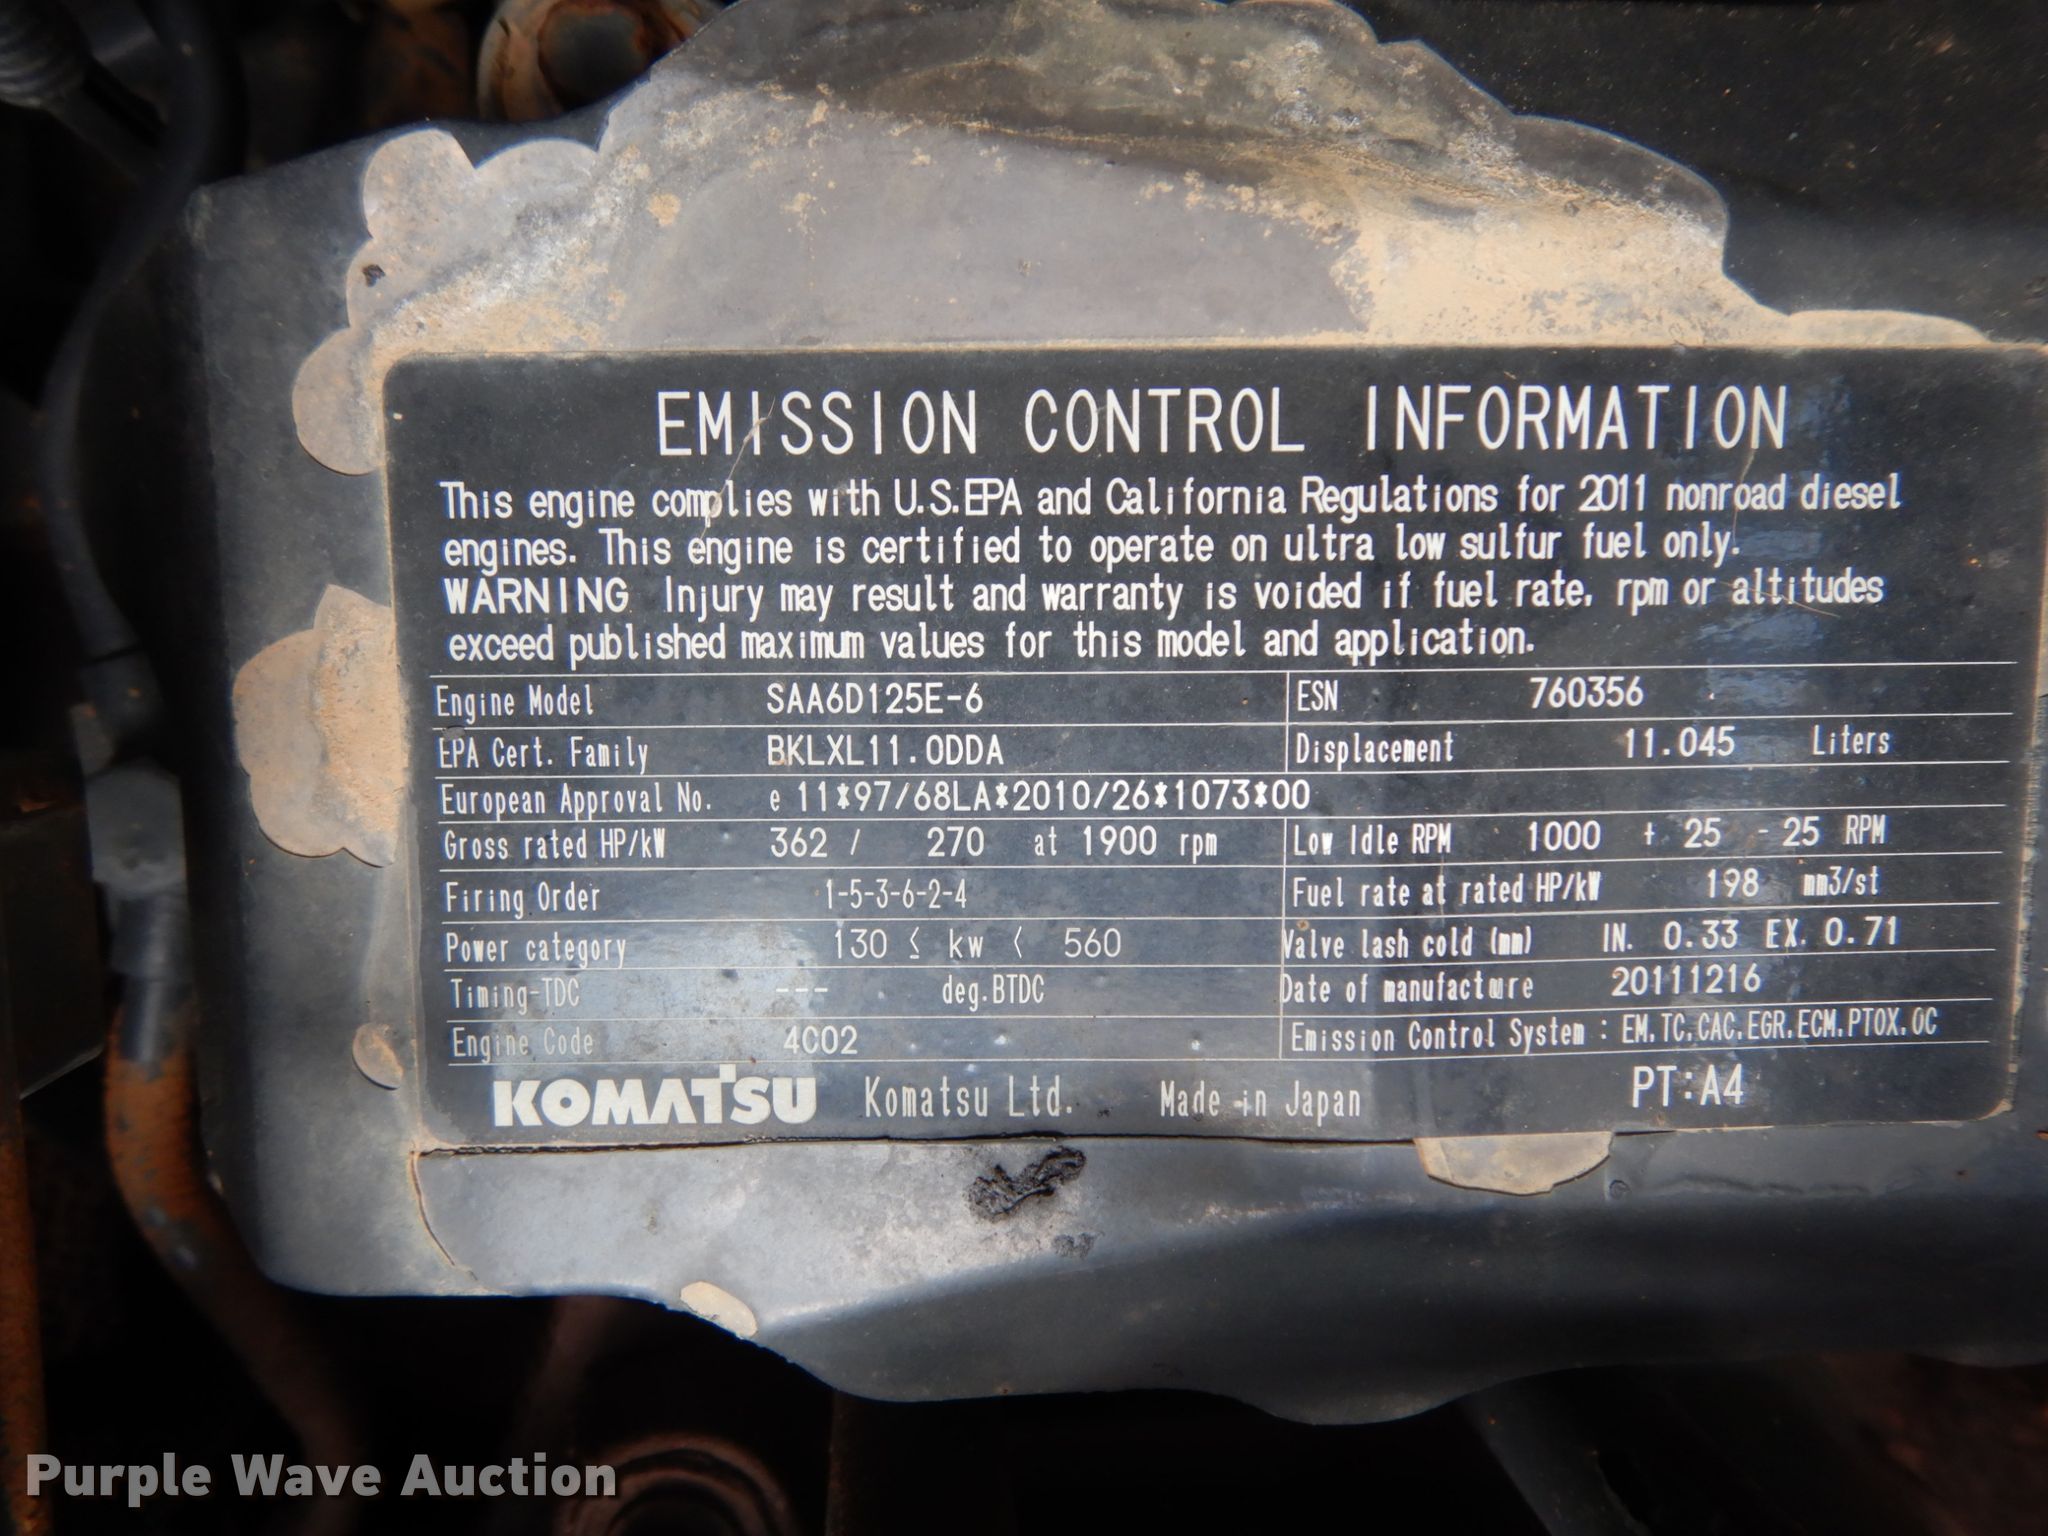 EMISSION CONTROL INFORMATION
This engine complies with U.S.EPA and California Regulations for 2011 nonroad diesel
engines. This engine is certified to operate on ultra low sulfur fuel only.
WARNING Injury may result and warranty is voided if fuel rate, rpm or altitudes
exceed published maximum values for this model and application.
Engine Model SAA6D125E-6 ESN 760356
EPA Cert. Family BKLXL11.0DDA Displacement 11.045 Liters
European Approval No. e 11*97/68LA*2010/26*1073*00
Gross rated HP/kW 362 / 270 at 1900 rpm Low Idle RPM 1000 + 25 - 25 RPM
Firing Order 1-5-3-6-2-4 Fuel rate at rated HP/kW 198 mm3/st
Power category 130 ≤ kw < 560 Valve lash cold (mm) IN. 0.33 EX. 0.71
Timing-TDC --- deg.BTDC Date of manufacture 20111216
Engine Code 4C02 Emission Control System : EM,TC,CAC,EGR,ECM,PTOX,OC
KOMATSU Komatsu Ltd. Made in Japan PT:A4
Purple Wave Auction